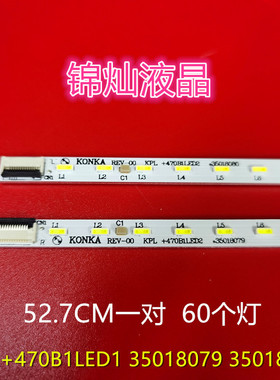 锦灿液晶
KONKA REV-00 KPL +470B1LED2 +35018080
L1 L2 C1 L3 L4 L5 L6
L1 L2 C1 L3 L4 L5 L6
KONKA REV-00 KPL +470B1LED2 +35018079
52.7CM一对 60个灯
+470B1LED1 35018079 35018